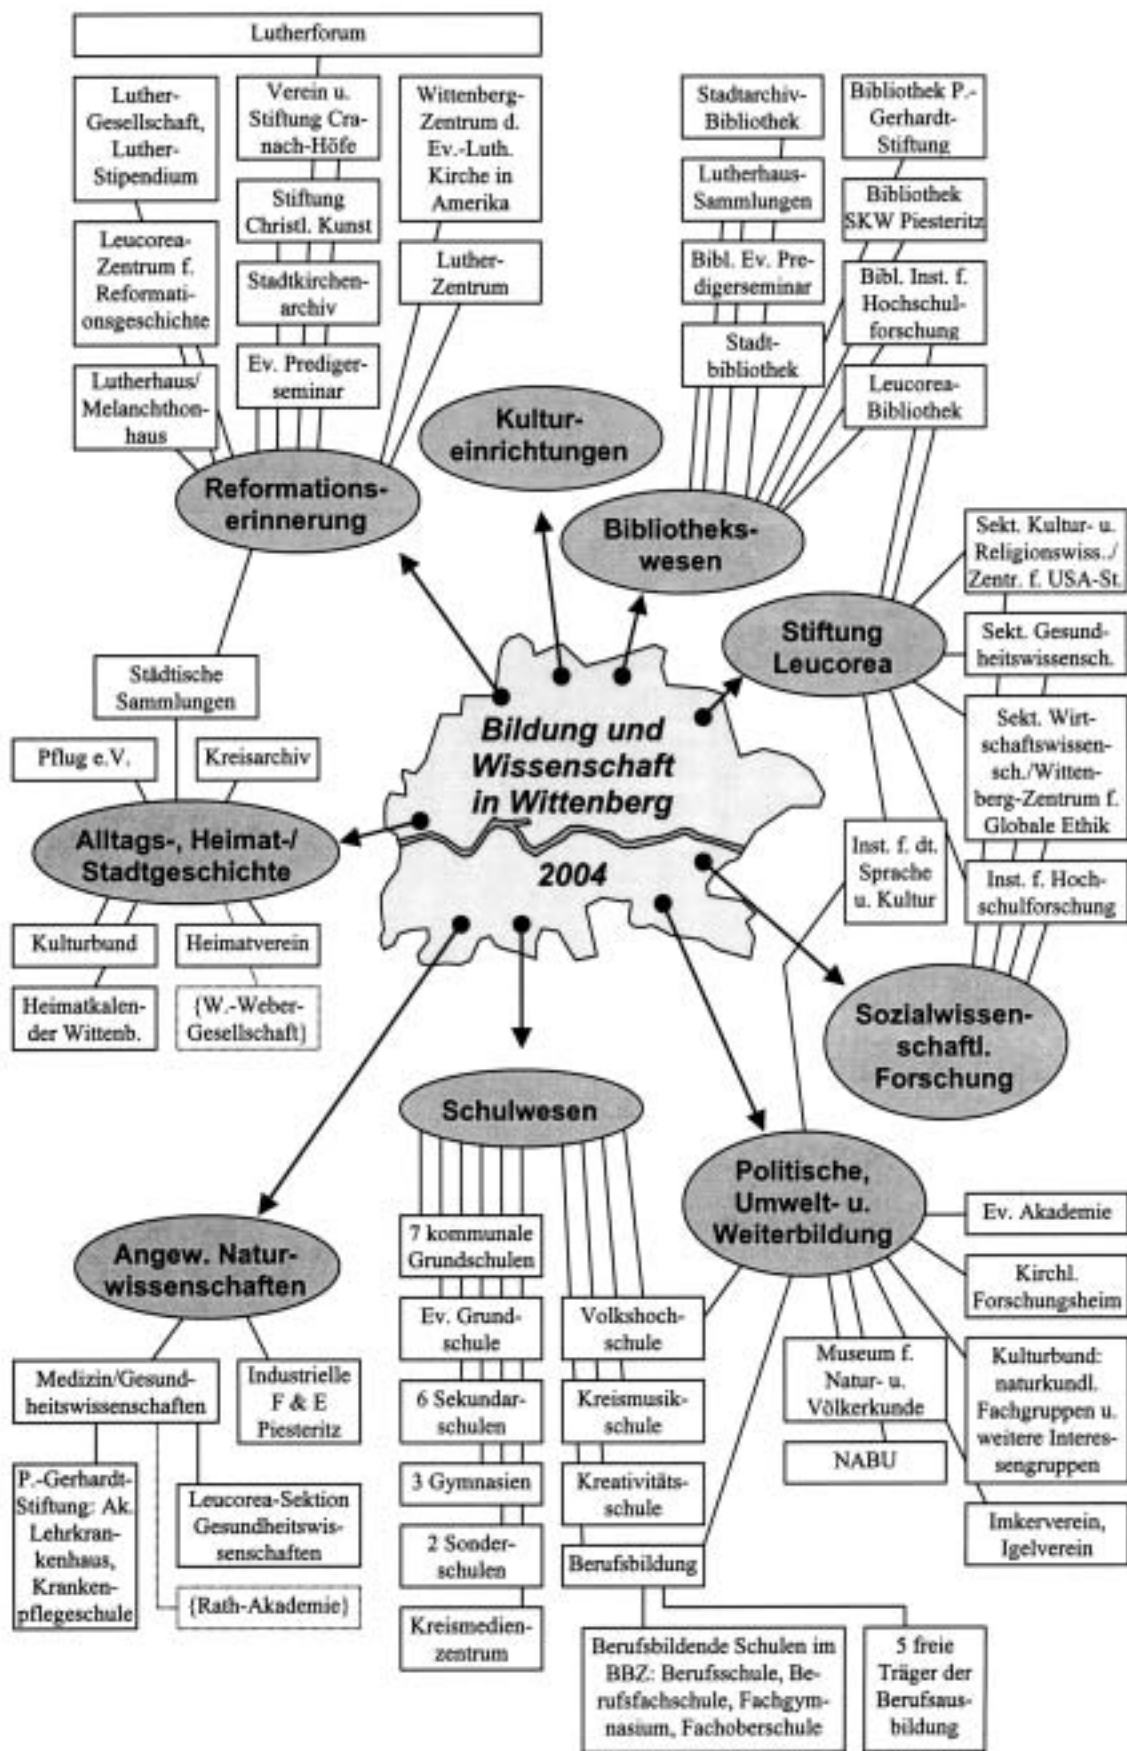 Lutherforum
Luther-
Gesellschaft,
Luther-
Stipendium
Verein u.
Stiftung Cra-
nach-Höfe
Wittenberg-
Zentrum d.
Ev.-Luth.
Kirche in
Amerika
Stiftung
Christl. Kunst
Leucorea-
Zentrum f.
Reformati-
onsgeschichte
Stadtkirchen-
archiv
Luther-
Zentrum
Lutherhaus/
Melanchthon-
haus
Ev. Prediger-
seminar
Stadtarchiv-
Bibliothek
Bibliothek P.-
Gerhardt-
Stiftung
Lutherhaus-
Sammlungen
Bibliothek
SKW Piesteritz
Bibl. Ev. Pre-
digerseminar
Bibl. Inst. f.
Hochschul-
forschung
Stadt-
bibliothek
Leucorea-
Bibliothek
Kultur-
einrichtungen
Reformations-
erinnerung
Bibliotheks-
wesen
Sekt. Kultur- u.
Religionswiss./
Zentr. f. USA-St.
Stiftung
Leucorea
Sekt. Gesund-
heitswissensch.
Sekt. Wirt-
schaftswissen-
sch./Witten-
berg-Zentrum f.
Globale Ethik
Inst. f. dt.
Sprache
u. Kultur
Inst. f. Hoch-
schulforschung
Städtische
Sammlungen
Pflug e.V.
Kreisarchiv
Alltags-, Heimat-/
Stadtgeschichte
Kulturbund
Heimatverein
Heimatkalen-
der Wittenb.
{W.-Weber-
Gesellschaft}
Bildung und
Wissenschaft
in Wittenberg
2004
Sozialwissen-
schaftl.
Forschung
Schulwesen
Politische,
Umwelt- u.
Weiterbildung
Angew. Natur-
wissenschaften
7 kommunale
Grundschulen
Ev. Grund-
schule
6 Sekundar-
schulen
3 Gymnasien
2 Sonder-
schulen
Kreismedien-
zentrum
Volkshoch-
schule
Kreismusik-
schule
Kreativitäts-
schule
Berufsbildung
Ev. Akademie
Kirchl.
Forschungsheim
Museum f.
Natur- u.
Völkerkunde
NABU
Kulturbund:
naturkundl.
Fachgruppen u.
weitere Interes-
sengruppen
Imkerverein,
Igelverein
Medizin/Gesund-
heitswissenschaften
Industrielle
F & E
Piesteritz
P.-Gerhardt-
Stiftung: Ak.
Lehrkran-
kenhaus,
Kranken-
pflegeschule
Leucorea-Sektion
Gesundheitswis-
senschaften
{Rath-Akademie}
Berufsbildende Schulen im
BBZ: Berufsschule, Be-
rufsfachschule, Fachgym-
nasium, Fachoberschule
5 freie
Träger der
Berufsaus-
bildung